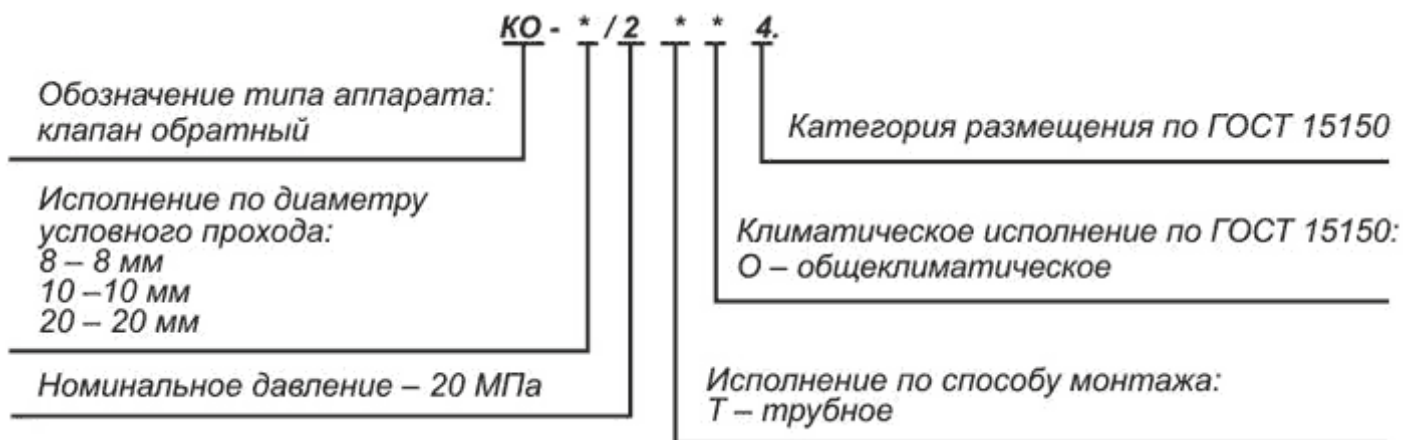 КО - * / 2 * * 4.
Обозначение типа аппарата:
клапан обратный
Категория размещения по ГОСТ 15150
Исполнение по диаметру
условного прохода:
8 – 8 мм
10 –10 мм
20 – 20 мм
Климатическое исполнение по ГОСТ 15150:
О – общеклиматическое
Номинальное давление – 20 МПа
Исполнение по способу монтажа:
Т – трубное